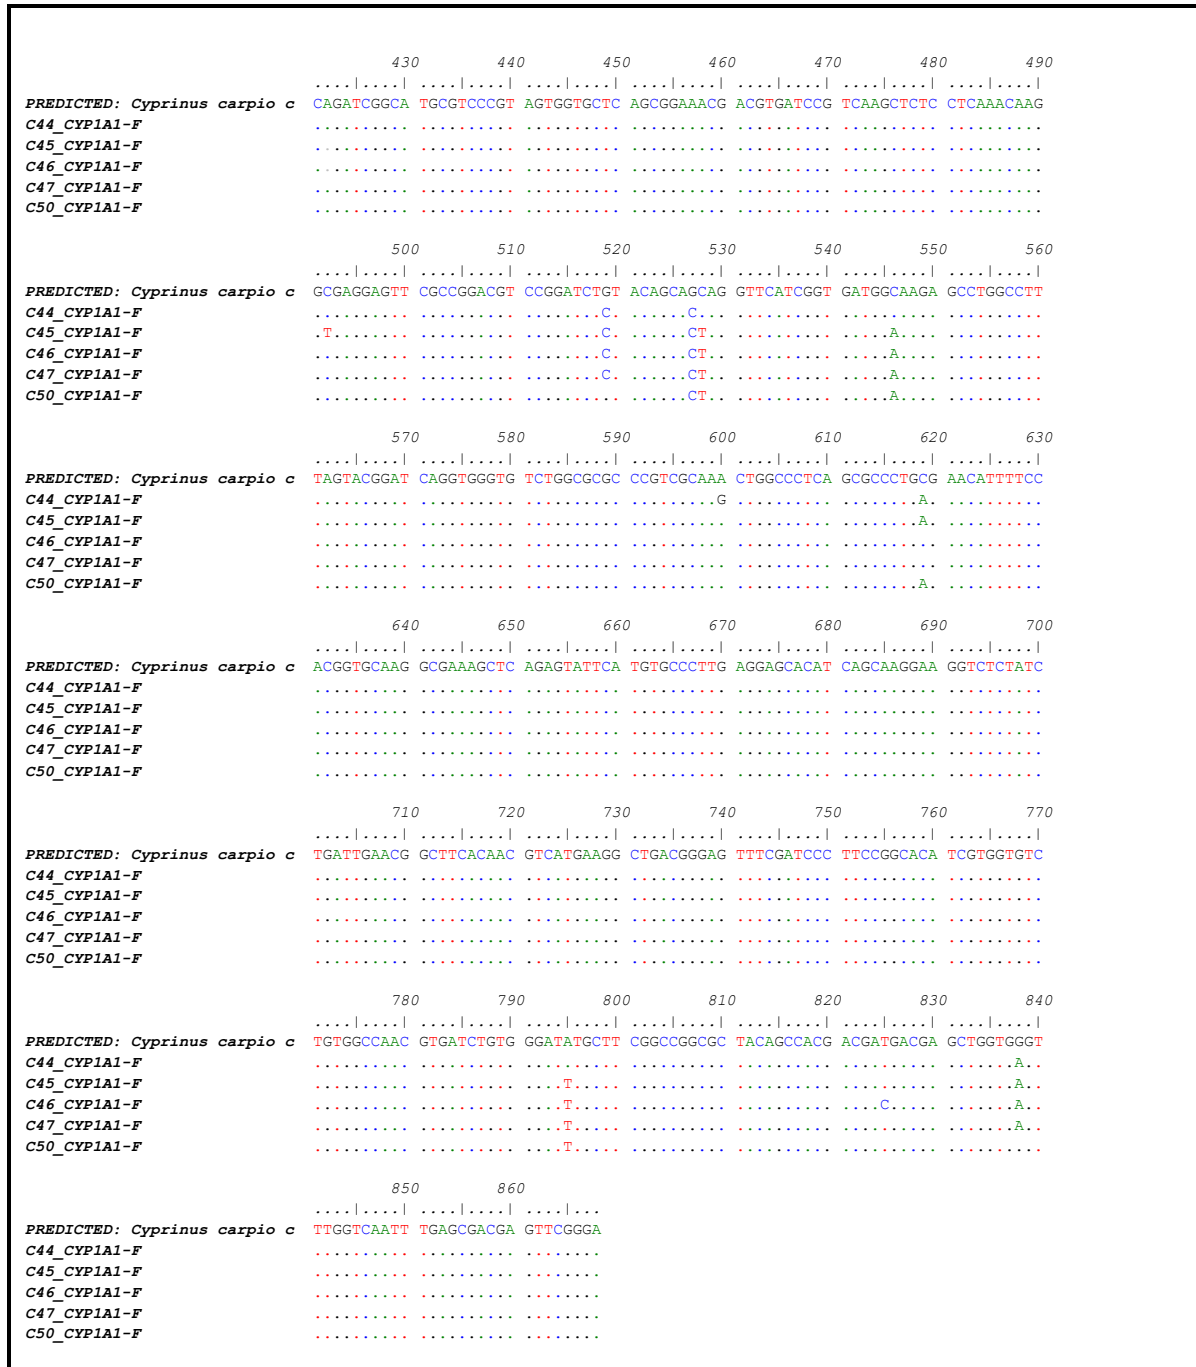 430 440 450 460 470 480 490
....|....| ....|....| ....|....| ....|....| ....|....| ....|....| ....|....|
PREDICTED: Cyprinus carpio c CAGATCGGCA TGCGTCCCGT AGTGGTGCTC AGCGGAAACG ACGTGATCCG TCAAGCTCTC CTCAAACAAG
C44_CYP1A1-F .......... .......... .......... .......... .......... .......... ..........
C45_CYP1A1-F .......... .......... .......... .......... .......... .......... ..........
C46_CYP1A1-F .......... .......... .......... .......... .......... .......... ..........
C47_CYP1A1-F .......... .......... .......... .......... .......... .......... ..........
C50_CYP1A1-F .......... .......... .......... .......... .......... .......... ..........
500 510 520 530 540 550 560
....|....| ....|....| ....|....| ....|....| ....|....| ....|....| ....|....|
PREDICTED: Cyprinus carpio c GCGAGGAGTT CGCCGGACGT CCGGATCTGT ACAGCAGCAG GTTCATCGGT GATGGCAAGA GCCTGGCCTT
C44_CYP1A1-F .......... .......... ........C. ......C... .......... .......... ..........
C45_CYP1A1-F .T........ .......... ........C. ......CT.. .......... .....A.... ..........
C46_CYP1A1-F .......... .......... ........C. ......CT.. .......... .....A.... ..........
C47_CYP1A1-F .......... .......... ........C. ......CT.. .......... .....A.... ..........
C50_CYP1A1-F .......... .......... .......... ......CT.. .......... .....A.... ..........
570 580 590 600 610 620 630
....|....| ....|....| ....|....| ....|....| ....|....| ....|....| ....|....|
PREDICTED: Cyprinus carpio c TAGTACGGAT CAGGTGGGTG TCTGGCGCGC CCGTCGCAAA CTGGCCCTCA GCGCCCTGCG AACATTTTCC
C44_CYP1A1-F .......... .......... .......... .........G .......... ........A. ..........
C45_CYP1A1-F .......... .......... .......... .......... .......... ........A. ..........
C46_CYP1A1-F .......... .......... .......... .......... .......... .......... ..........
C47_CYP1A1-F .......... .......... .......... .......... .......... .......... ..........
C50_CYP1A1-F .......... .......... .......... .......... .......... ........A. ..........
640 650 660 670 680 690 700
....|....| ....|....| ....|....| ....|....| ....|....| ....|....| ....|....|
PREDICTED: Cyprinus carpio c ACGGTGCAAG GCGAAAGCTC AGAGTATTCA TGTGCCCTTG AGGAGCACAT CAGCAAGGAA GGTCTCTATC
C44_CYP1A1-F .......... .......... .......... .......... .......... .......... ..........
C45_CYP1A1-F .......... .......... .......... .......... .......... .......... ..........
C46_CYP1A1-F .......... .......... .......... .......... .......... .......... ..........
C47_CYP1A1-F .......... .......... .......... .......... .......... .......... ..........
C50_CYP1A1-F .......... .......... .......... .......... .......... .......... ..........
710 720 730 740 750 760 770
....|....| ....|....| ....|....| ....|....| ....|....| ....|....| ....|....|
PREDICTED: Cyprinus carpio c TGATTGAACG GCTTCACAAC GTCATGAAGG CTGACGGGAG TTTCGATCCC TTCCGGCACA TCGTGGTGTC
C44_CYP1A1-F .......... .......... .......... .......... .......... .......... ..........
C45_CYP1A1-F .......... .......... .......... .......... .......... .......... ..........
C46_CYP1A1-F .......... .......... .......... .......... .......... .......... ..........
C47_CYP1A1-F .......... .......... .......... .......... .......... .......... ..........
C50_CYP1A1-F .......... .......... .......... .......... .......... .......... ..........
780 790 800 810 820 830 840
....|....| ....|....| ....|....| ....|....| ....|....| ....|....| ....|....|
PREDICTED: Cyprinus carpio c TGTGGCCAAC GTGATCTGTG GGATATGCTT CGGCCGGCGC TACAGCCACG ACGATGACGA GCTGGTGGGT
C44_CYP1A1-F .......... .......... .......... .......... .......... .......... .......A..
C45_CYP1A1-F .......... .......... ....T..... .......... .......... .......... .......A..
C46_CYP1A1-F .......... .......... ....T..... .......... .......... ....C..... .......A..
C47_CYP1A1-F .......... .......... ....T..... .......... .......... .......... .......A..
C50_CYP1A1-F .......... .......... ....T..... .......... .......... .......... ..........
850 860
....|....| ....|....| ....|...
PREDICTED: Cyprinus carpio c TTGGTCAATT TGAGCGACGA GTTCGGGA
C44_CYP1A1-F .......... .......... ........
C45_CYP1A1-F .......... .......... ........
C46_CYP1A1-F .......... .......... ........
C47_CYP1A1-F .......... .......... ........
C50_CYP1A1-F .......... .......... ........